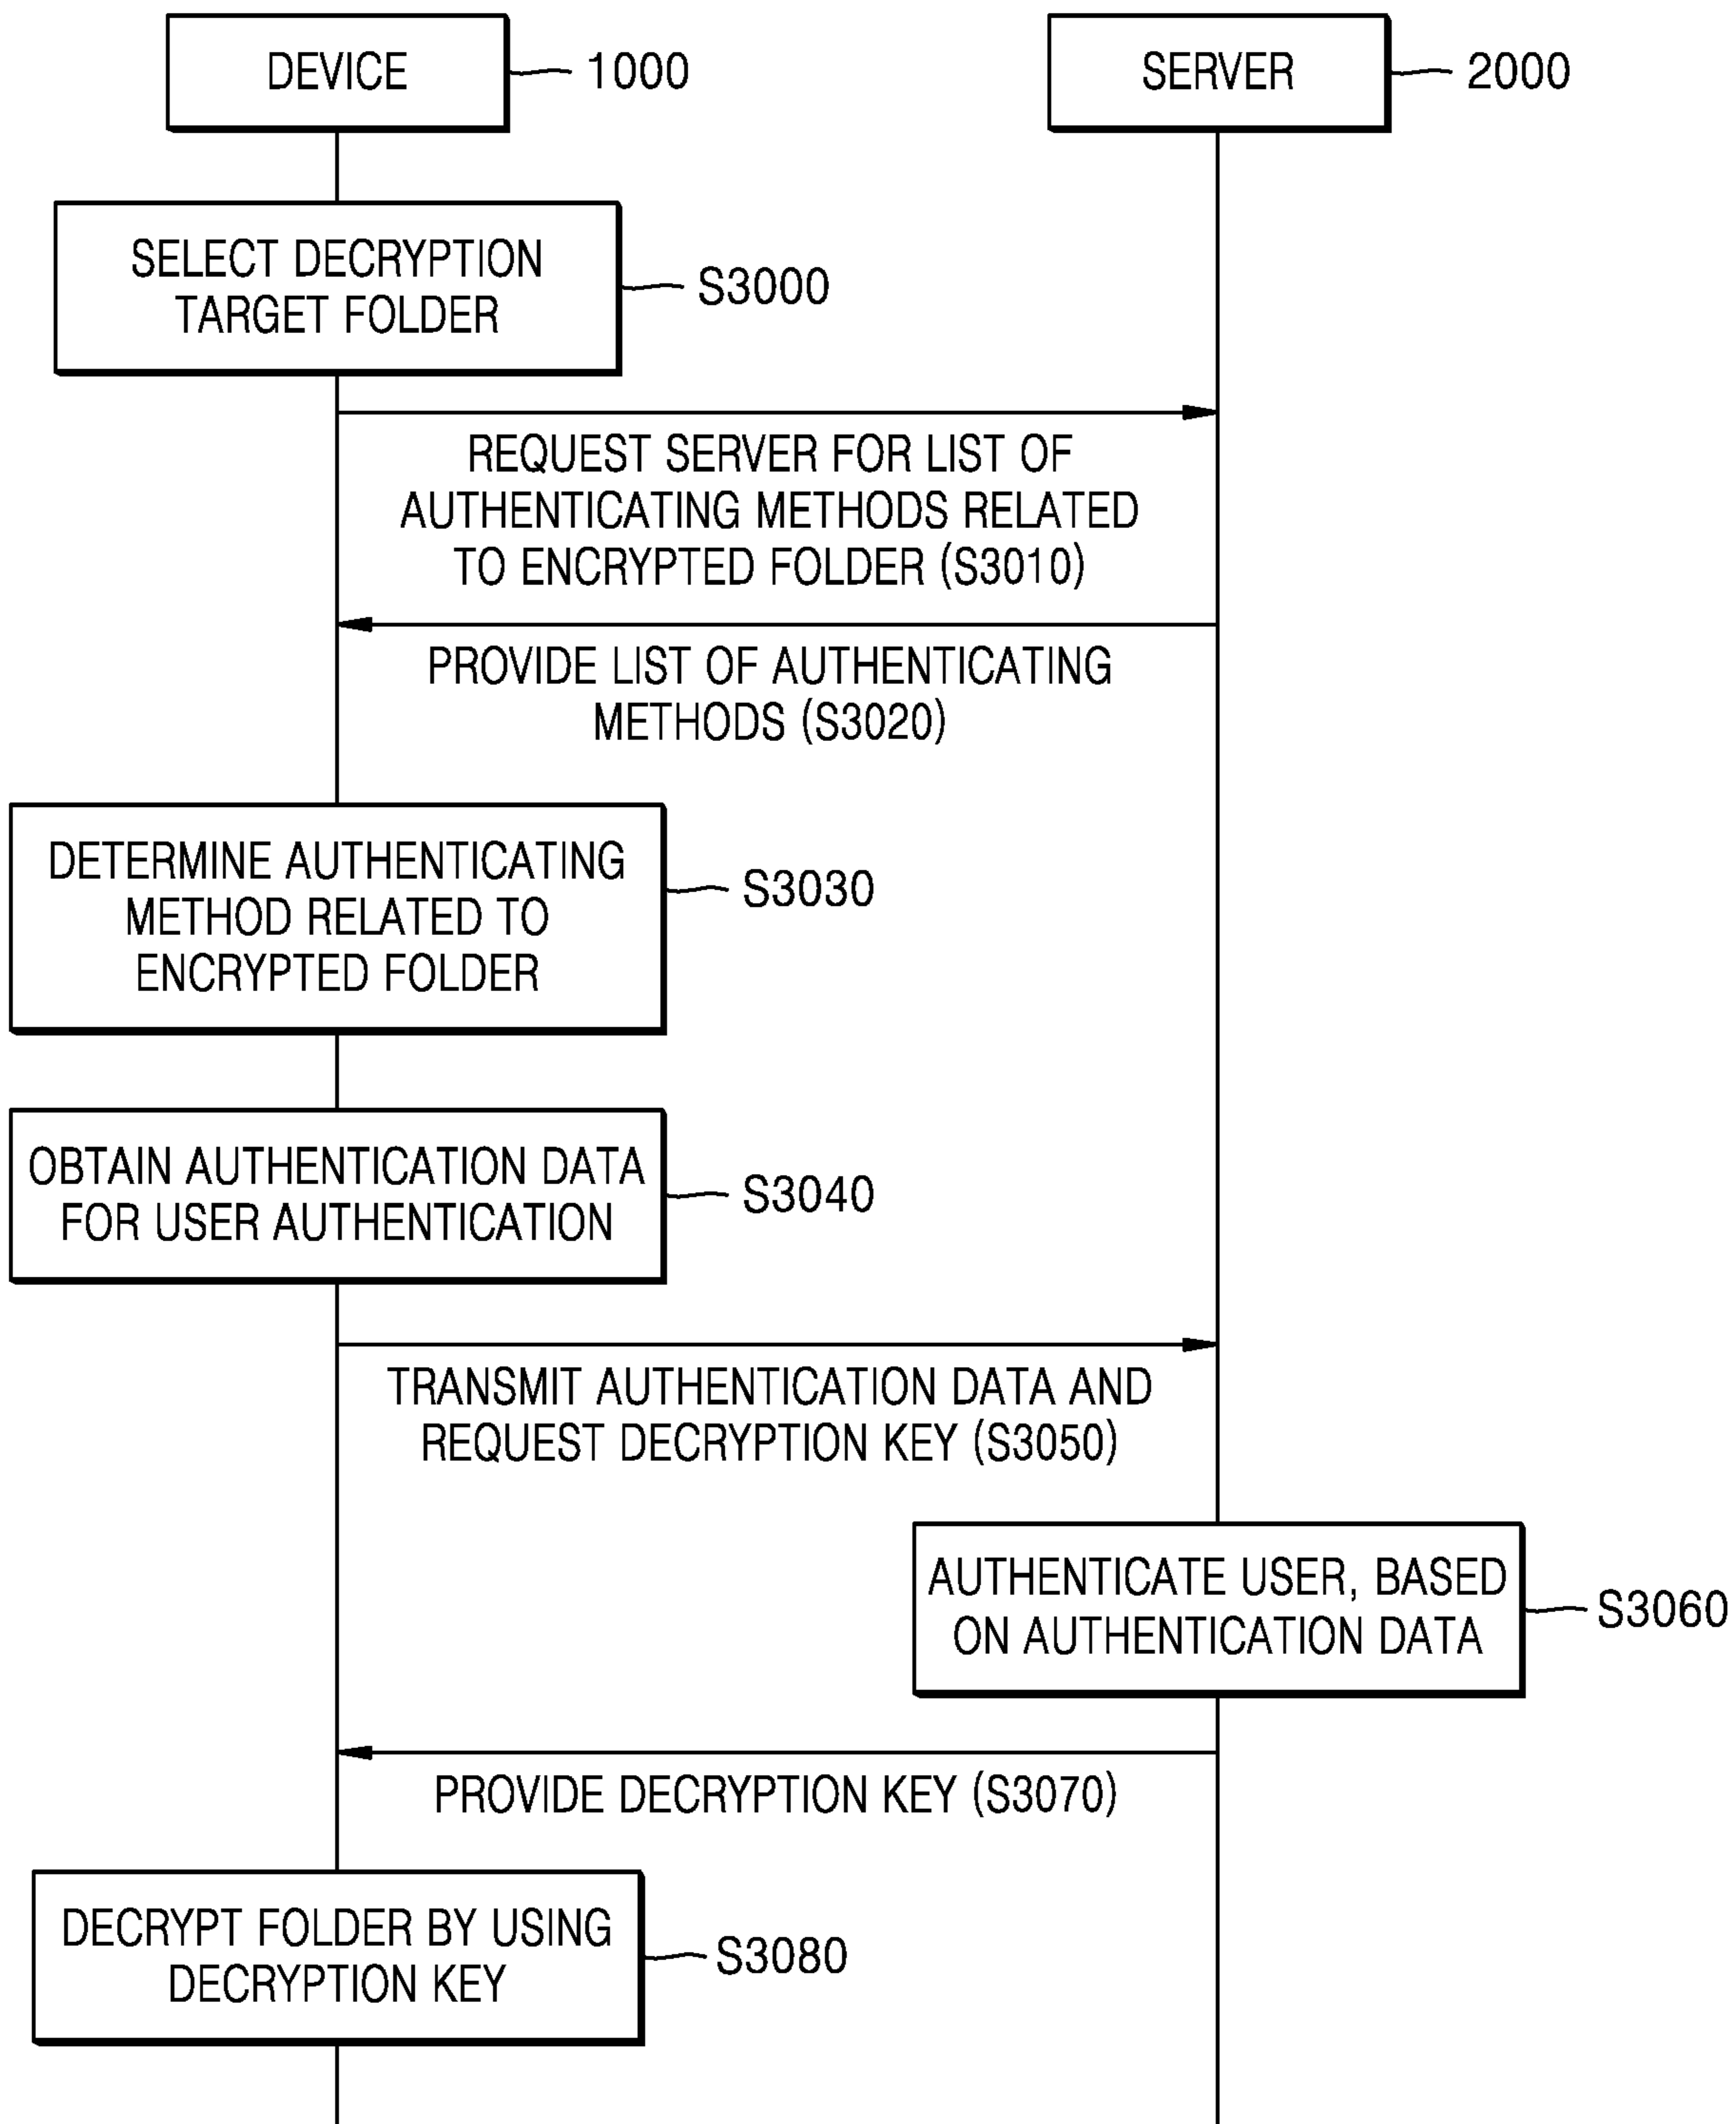 DEVICE
1000
SERVER
2000
SELECT DECRYPTION
TARGET FOLDER
S3000
REQUEST SERVER FOR LIST OF
AUTHENTICATING METHODS RELATED
TO ENCRYPTED FOLDER (S3010)
PROVIDE LIST OF AUTHENTICATING
METHODS (S3020)
DETERMINE AUTHENTICATING
METHOD RELATED TO
ENCRYPTED FOLDER
S3030
OBTAIN AUTHENTICATION DATA
FOR USER AUTHENTICATION
S3040
TRANSMIT AUTHENTICATION DATA AND
REQUEST DECRYPTION KEY (S3050)
AUTHENTICATE USER, BASED
ON AUTHENTICATION DATA
S3060
PROVIDE DECRYPTION KEY (S3070)
DECRYPT FOLDER BY USING
DECRYPTION KEY
S3080